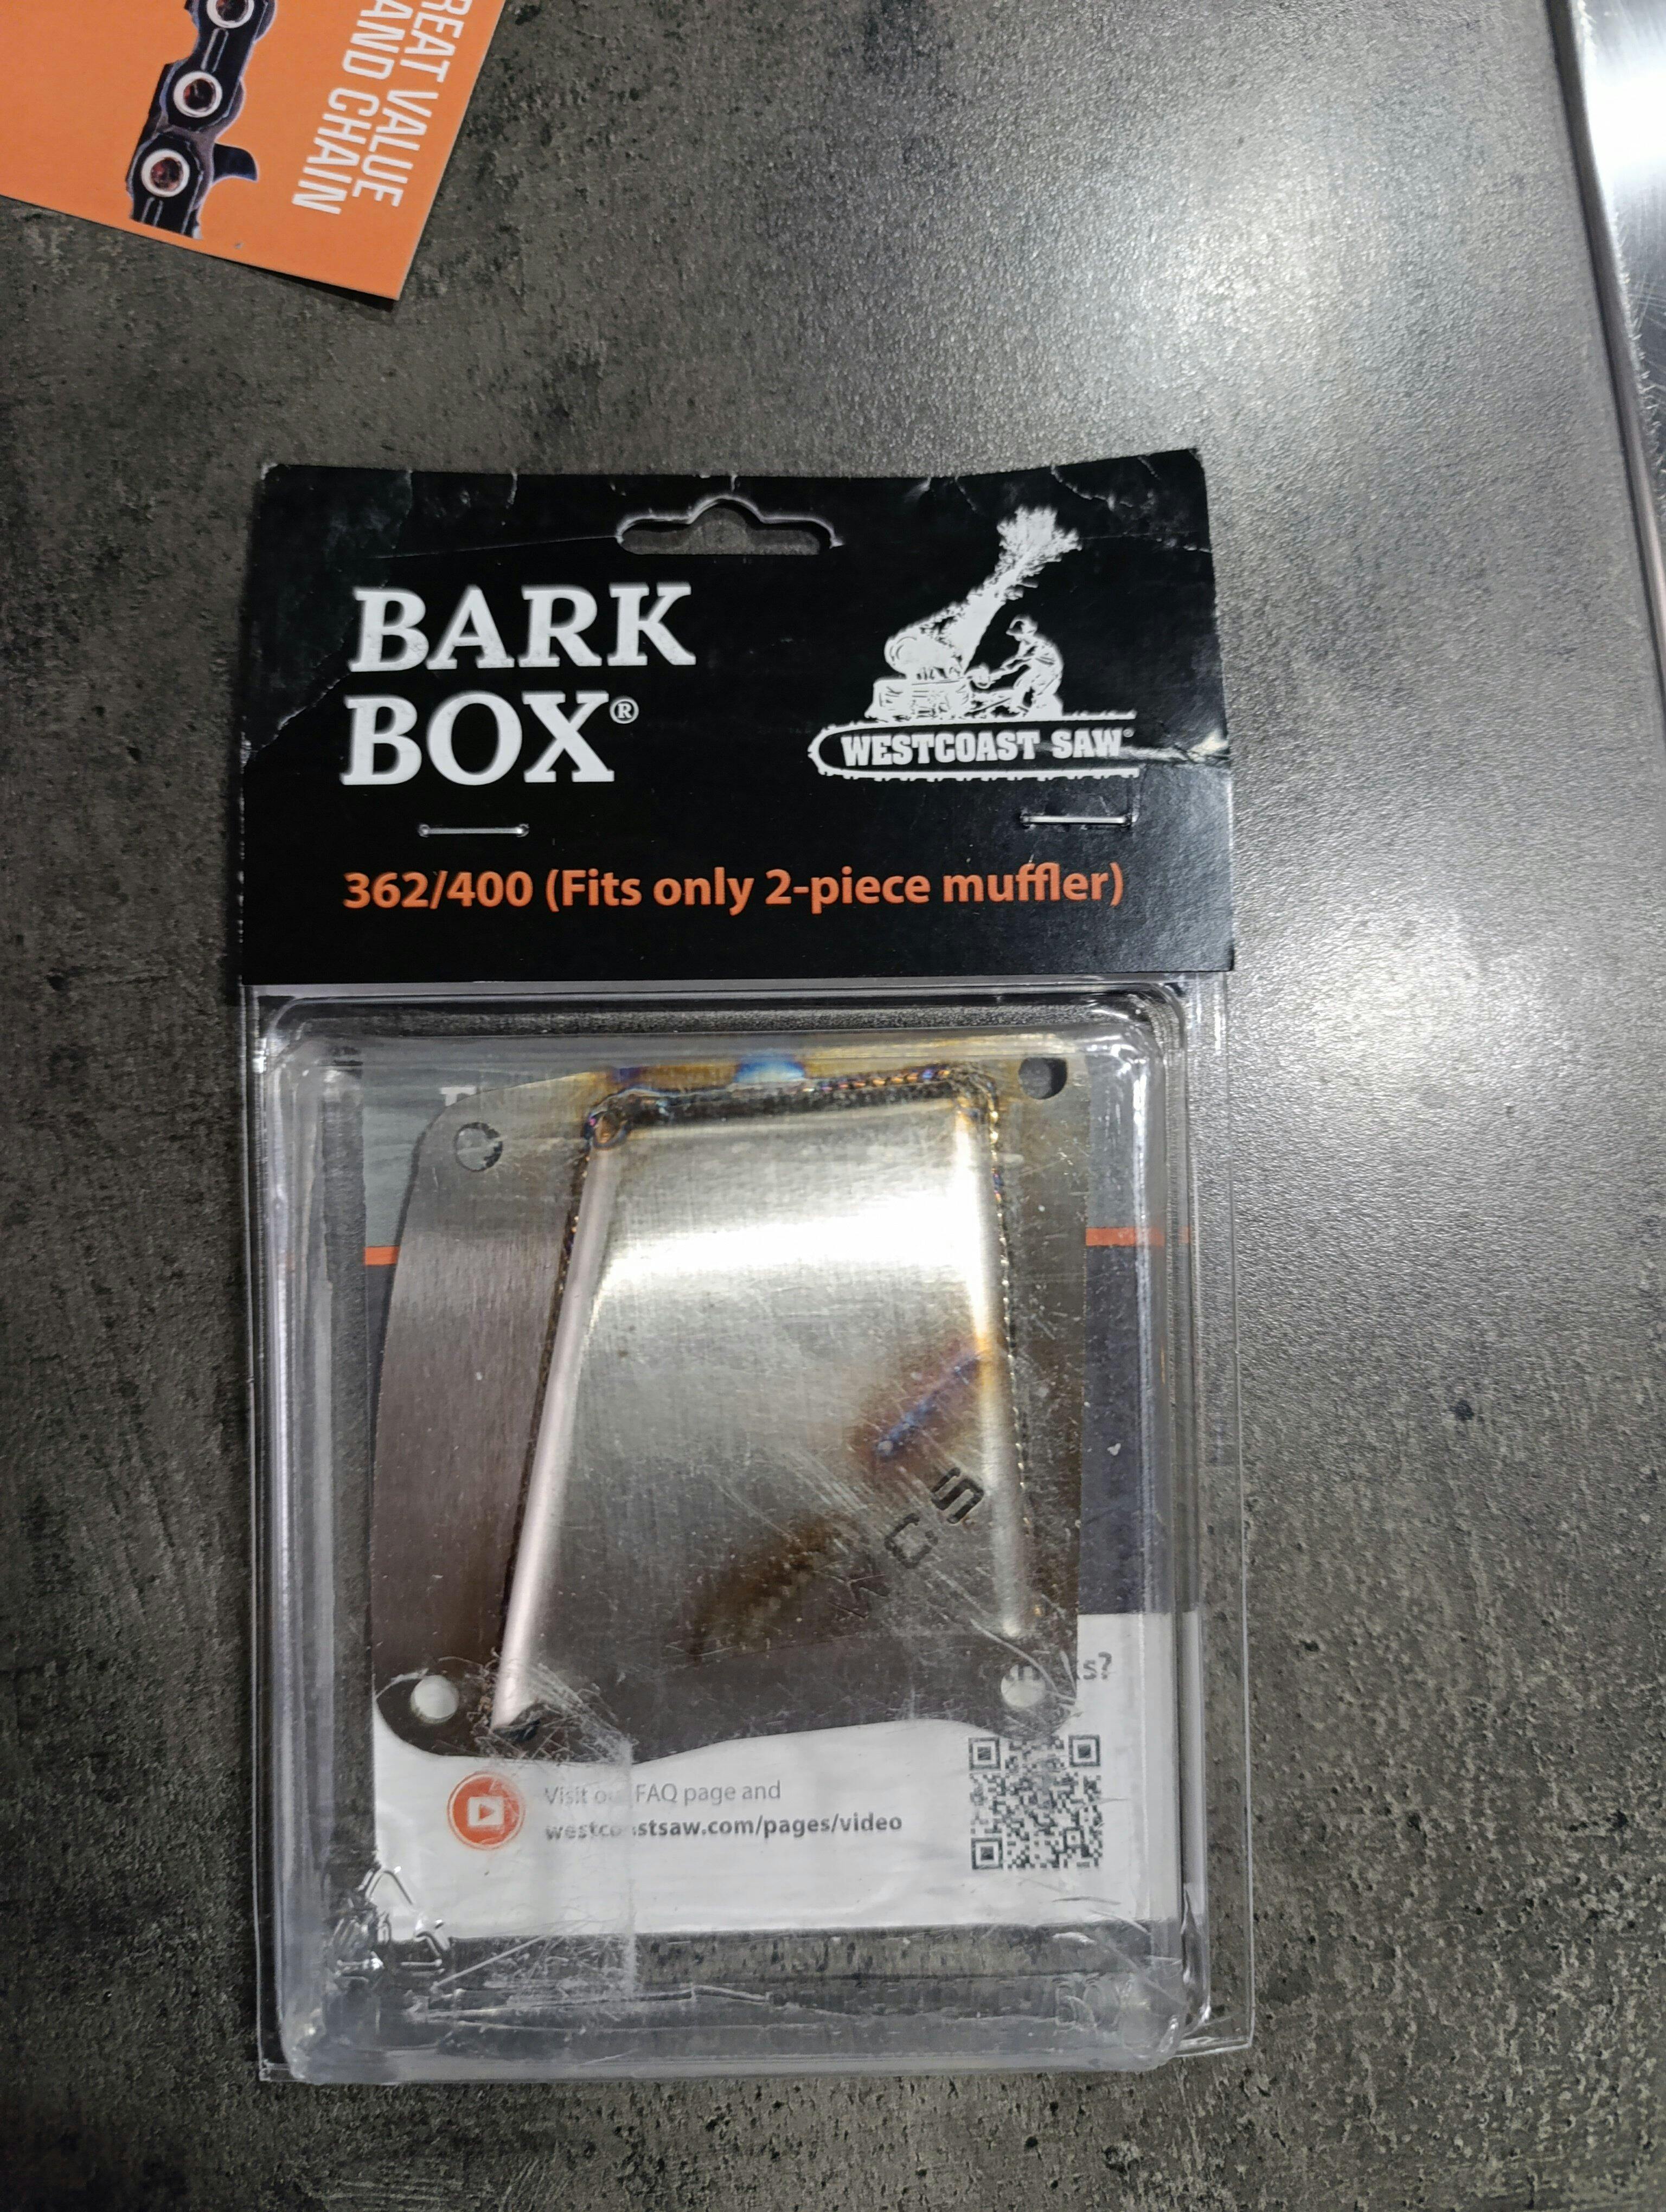 GREAT VALUE
AND CHAIN
BARK
BOX®
WESTCOAST SAW®
362/400 (Fits only 2-piece muffler)
WCS
Visit our FAQ page and
westcoastsaw.com/pages/video